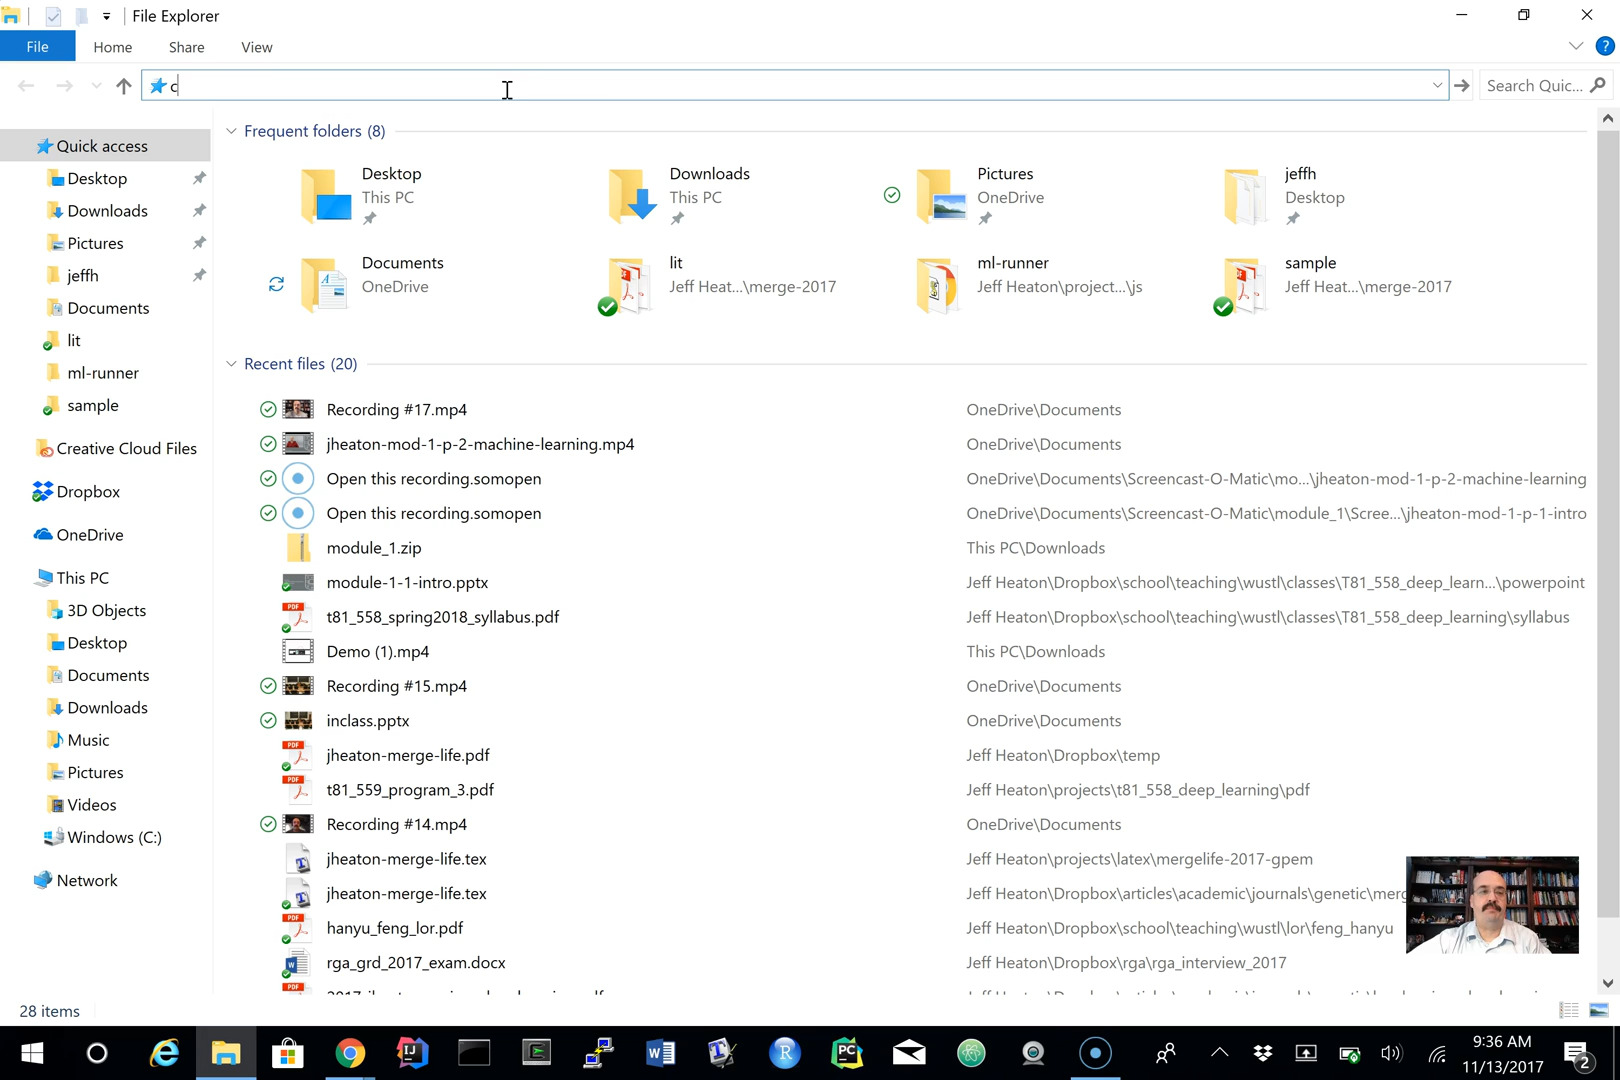 File Explorer
File Home Share View
c
Search Quic...
Quick access
Desktop
Downloads
Pictures
jeffh
Documents
lit
ml-runner
sample
Creative Cloud Files
Dropbox
OneDrive
This PC
3D Objects
Desktop
Documents
Downloads
Music
Pictures
Videos
Windows (C:)
Network
Frequent folders (8)
Desktop
This PC
Downloads
This PC
Pictures
OneDrive
jeffh
Desktop
Documents
OneDrive
lit
Jeff Heat...\merge-2017
ml-runner
Jeff Heaton\project...\js
sample
Jeff Heat...\merge-2017
Recent files (20)
Recording #17.mp4 OneDrive\Documents
jheaton-mod-1-p-2-machine-learning.mp4 OneDrive\Documents
Open this recording.somopen OneDrive\Documents\Screencast-O-Matic\mo...\jheaton-mod-1-p-2-machine-learning
Open this recording.somopen OneDrive\Documents\Screencast-O-Matic\module_1\Scree...\jheaton-mod-1-p-1-intro
module_1.zip This PC\Downloads
module-1-1-intro.pptx Jeff Heaton\Dropbox\school\teaching\wustl\classes\T81_558_deep_learn...\powerpoint
t81_558_spring2018_syllabus.pdf Jeff Heaton\Dropbox\school\teaching\wustl\classes\T81_558_deep_learning\syllabus
Demo (1).mp4 This PC\Downloads
Recording #15.mp4 OneDrive\Documents
inclass.pptx OneDrive\Documents
jheaton-merge-life.pdf Jeff Heaton\Dropbox\temp
t81_559_program_3.pdf Jeff Heaton\projects\t81_558_deep_learning\pdf
Recording #14.mp4 OneDrive\Documents
jheaton-merge-life.tex Jeff Heaton\projects\latex\mergelife-2017-gpem
jheaton-merge-life.tex Jeff Heaton\Dropbox\articles\academic\journals\genetic\merg
hanyu_feng_lor.pdf Jeff Heaton\Dropbox\school\teaching\wustl\lor\feng_hanyu
rga_grd_2017_exam.docx Jeff Heaton\Dropbox\rga\rga_interview_2017
28 items
9:36 AM
11/13/2017
2